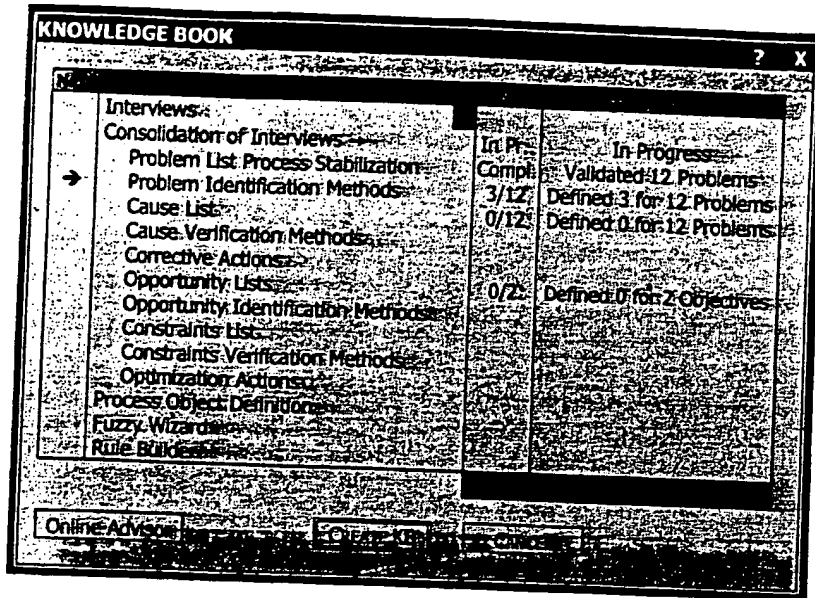 KNOWLEDGE BOOK
? X
Interviews
Consolidation of Interviews In Pr In Progress
Problem List Process Stabilization Compl Validated 12 Problems
→ Problem Identification Methods 3/12 Defined 3 for 12 Problems
Cause List 0/12 Defined 0 for 12 Problems
Cause Verification Methods
Corrective Actions
Opportunity Lists 0/2 Defined 0 for 2 Objectives
Opportunity Identification Methods
Constraints List
Constraints Verification Methods
Optimization Actions
Process Object Definition
Fuzzy Wizard
Rule Builder
Online Advisor